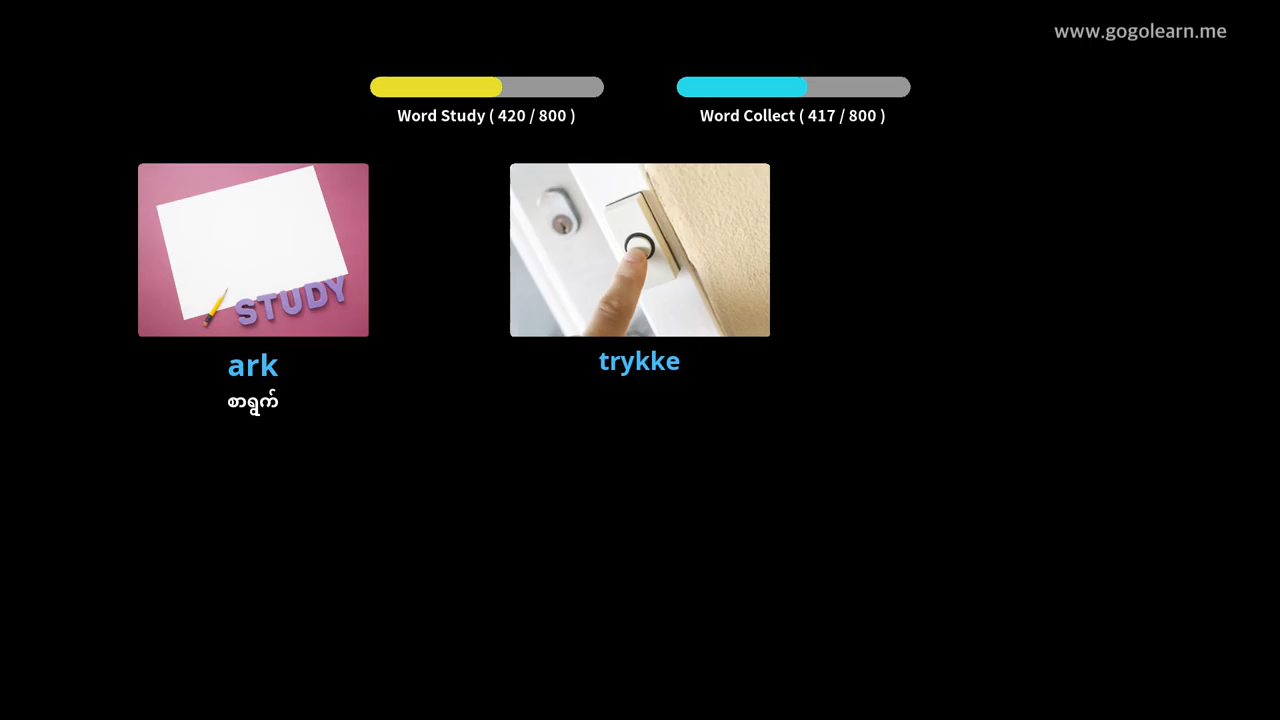 www.gogolearn.me
Word Study ( 420 / 800 )
Word Collect ( 417 / 800 )
STUDY
ark
စာရွက်
trykke